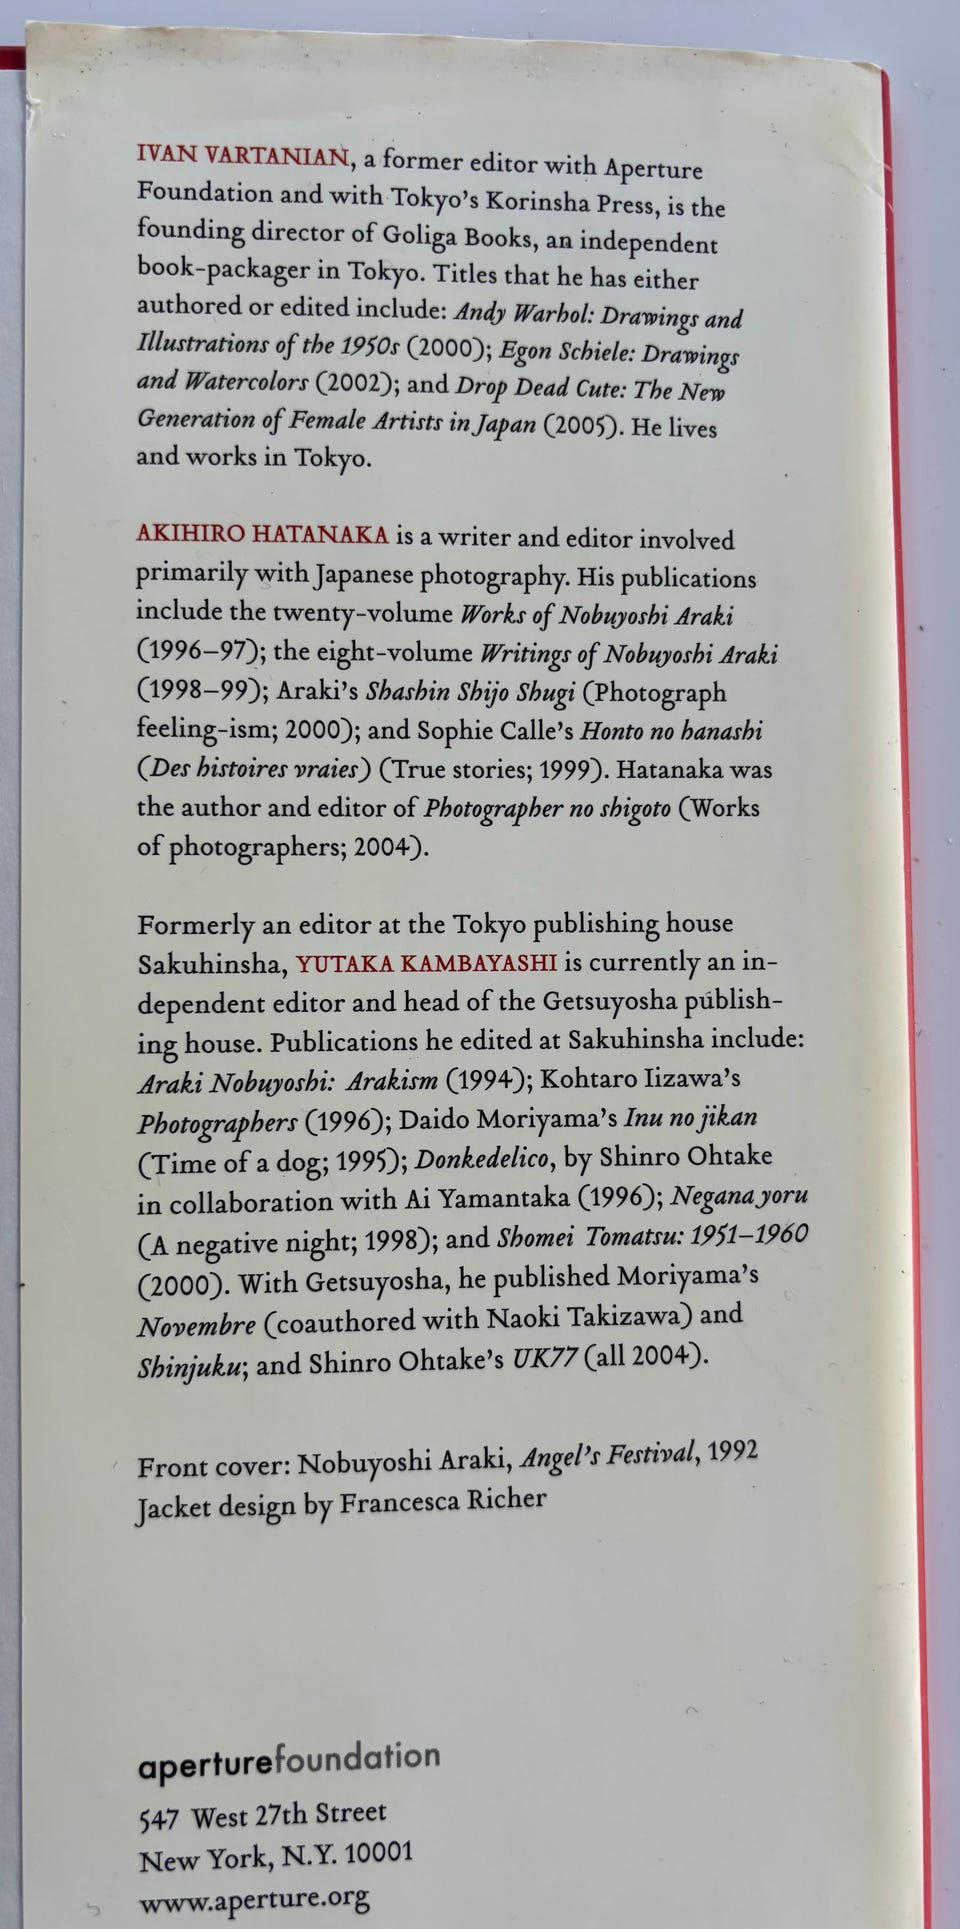 IVAN VARTANIAN, a former editor with Aperture
Foundation and with Tokyo's Korinsha Press, is the
founding director of Goliga Books, an independent
book-packager in Tokyo. Titles that he has either
authored or edited include: Andy Warhol: Drawings and
Illustrations of the 1950s (2000); Egon Schiele: Drawings
and Watercolors (2002); and Drop Dead Cute: The New
Generation of Female Artists in Japan (2005). He lives
and works in Tokyo.
AKIHIRO HATANAKA is a writer and editor involved
primarily with Japanese photography. His publications
include the twenty-volume Works of Nobuyoshi Araki
(1996–97); the eight-volume Writings of Nobuyoshi Araki
(1998–99); Araki's Shashin Shijo Shugi (Photograph
feeling-ism; 2000); and Sophie Calle's Honto no hanashi
(Des histoires vraies) (True stories; 1999). Hatanaka was
the author and editor of Photographer no shigoto (Works
of photographers; 2004).
Formerly an editor at the Tokyo publishing house
Sakuhinsha, YUTAKA KAMBAYASHI is currently an in-
dependent editor and head of the Getsuyosha publish-
ing house. Publications he edited at Sakuhinsha include:
Araki Nobuyoshi: Arakism (1994); Kohtaro Iizawa's
Photographers (1996); Daido Moriyama's Inu no jikan
(Time of a dog; 1995); Donkedelico, by Shinro Ohtake
in collaboration with Ai Yamantaka (1996); Negana yoru
(A negative night; 1998); and Shomei Tomatsu: 1951–1960
(2000). With Getsuyosha, he published Moriyama's
Novembre (coauthored with Naoki Takizawa) and
Shinjuku; and Shinro Ohtake's UK77 (all 2004).
Front cover: Nobuyoshi Araki, Angel's Festival, 1992
Jacket design by Francesca Richer
aperturefoundation
547 West 27th Street
New York, N.Y. 10001
www.aperture.org